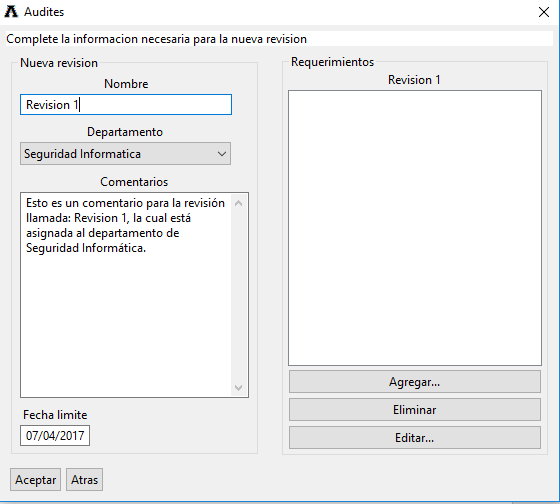 Audites
Complete la informacion necesaria para la nueva revision
Nueva revision
Nombre
Revision 1
Departamento
Seguridad Informatica
Comentarios
Esto es un comentario para la revisión
llamada: Revision 1, la cual está
asignada al departamento de
Seguridad Informática.
Fecha limite
07/04/2017
Aceptar
Atras
Requerimientos
Revision 1
Agregar...
Eliminar
Editar...